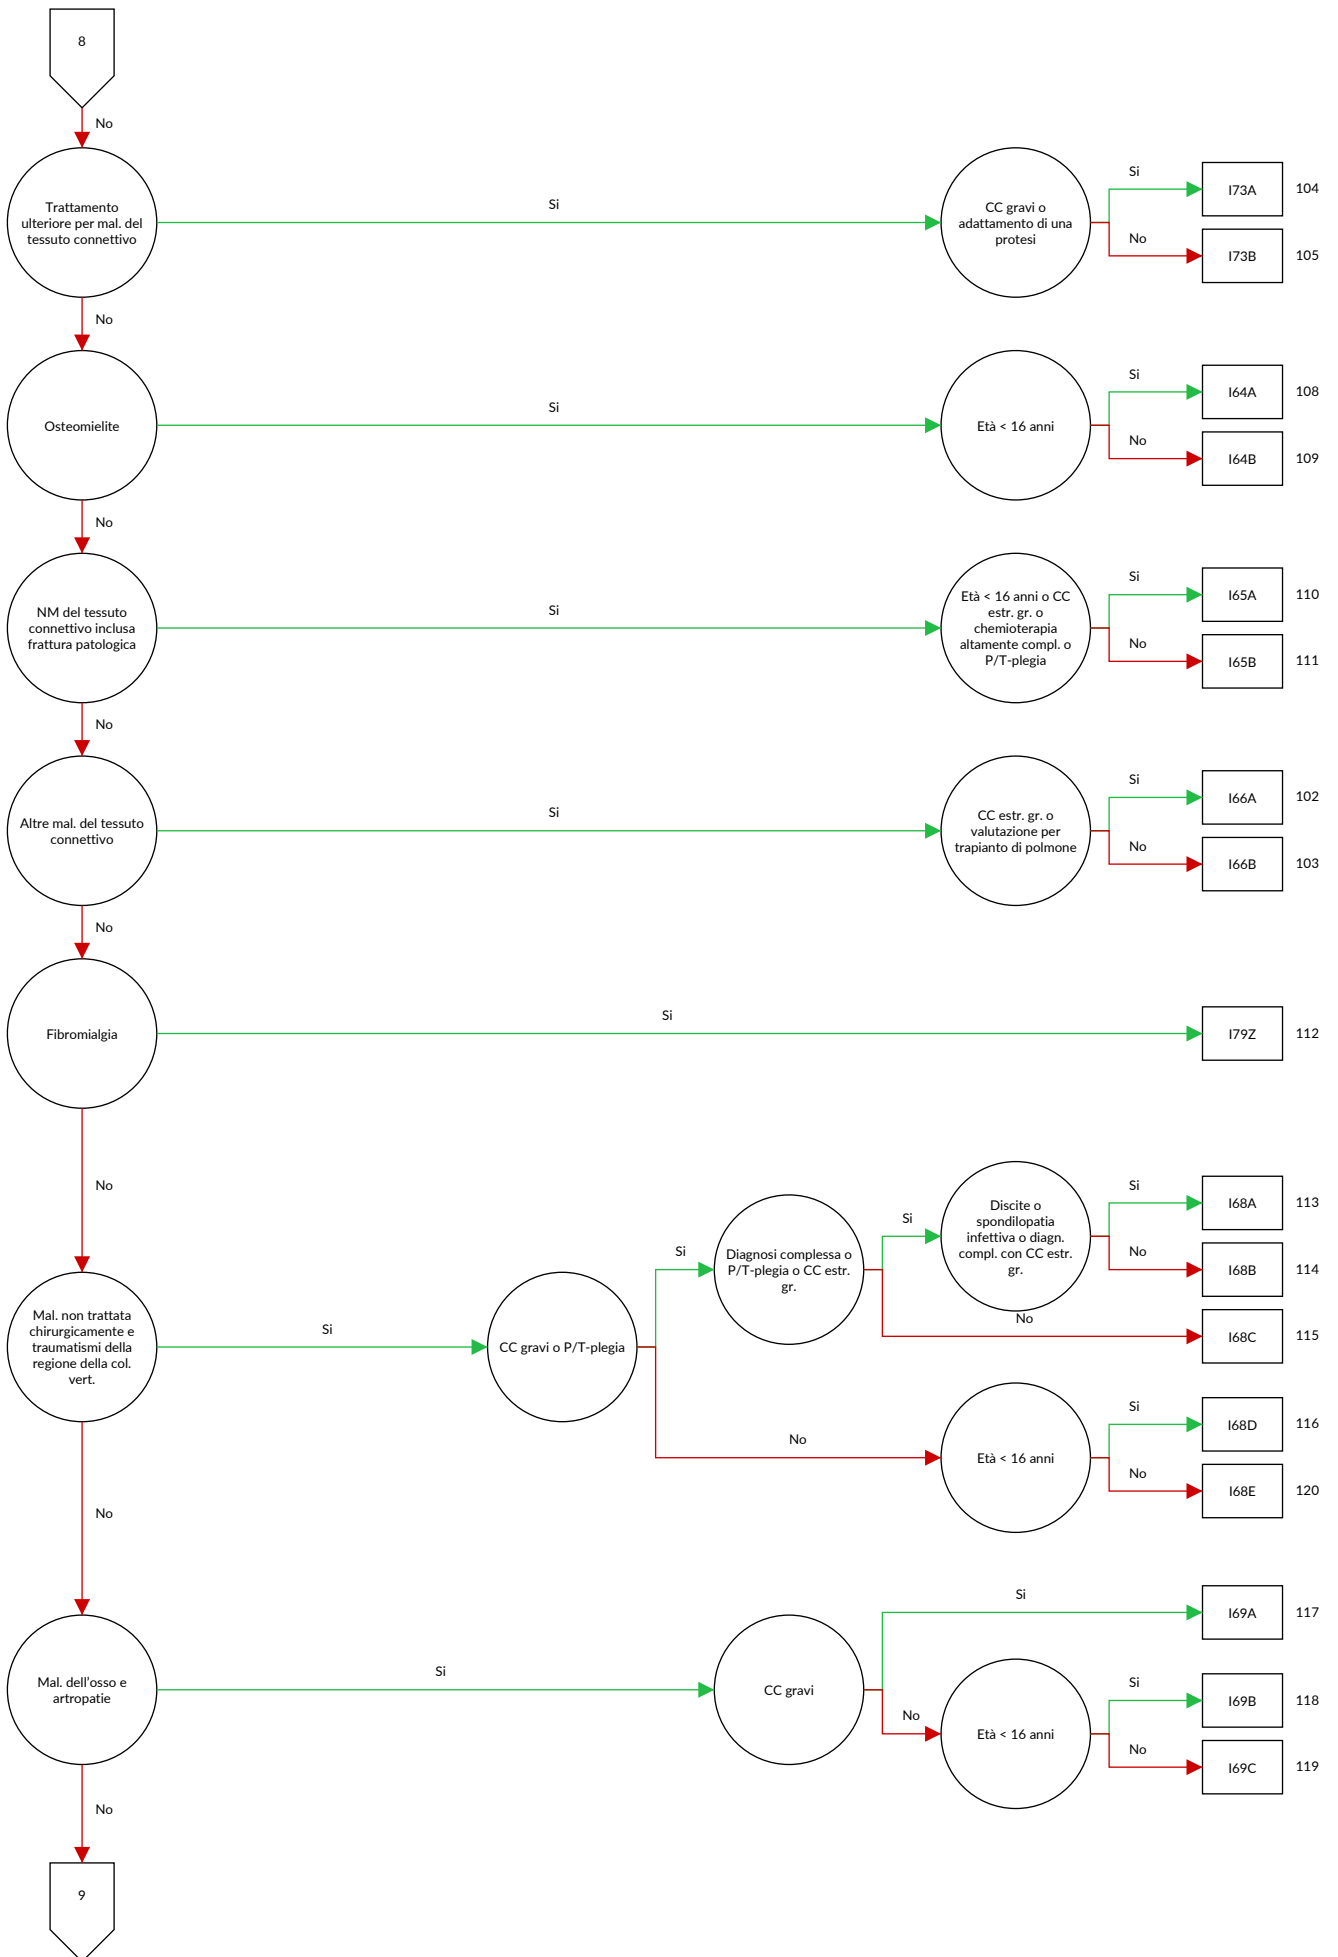 8
No
Trattamento
ulteriore per mal. del
tessuto connettivo
Si
CC gravi o
adattamento di una
protesi
Si
I73A
104
No
I73B
105
No
Osteomielite
Si
Età < 16 anni
Si
I64A
108
No
I64B
109
No
NM del tessuto
connettivo inclusa
frattura patologica
Si
Età < 16 anni o CC
estr. gr. o
chemioterapia
altamente compl. o
P/T-plegia
Si
I65A
110
No
I65B
111
No
Altre mal. del tessuto
connettivo
Si
CC estr. gr. o
valutazione per
trapianto di polmone
Si
I66A
102
No
I66B
103
No
Fibromialgia
Si
I79Z
112
No
Mal. non trattata
chirurgicamente e
traumatismi della
regione della col.
vert.
Si
CC gravi o P/T-plegia
Si
Diagnosi complessa o
P/T-plegia o CC estr.
gr.
Si
Discite o
spondilopatia
infettiva o diagn.
compl. con CC estr.
gr.
Si
I68A
113
No
I68B
114
No
I68C
115
No
Età < 16 anni
Si
I68D
116
No
I68E
120
No
Mal. dell'osso e
artropatie
Si
CC gravi
Si
I69A
117
No
Età < 16 anni
Si
I69B
118
No
I69C
119
No
9